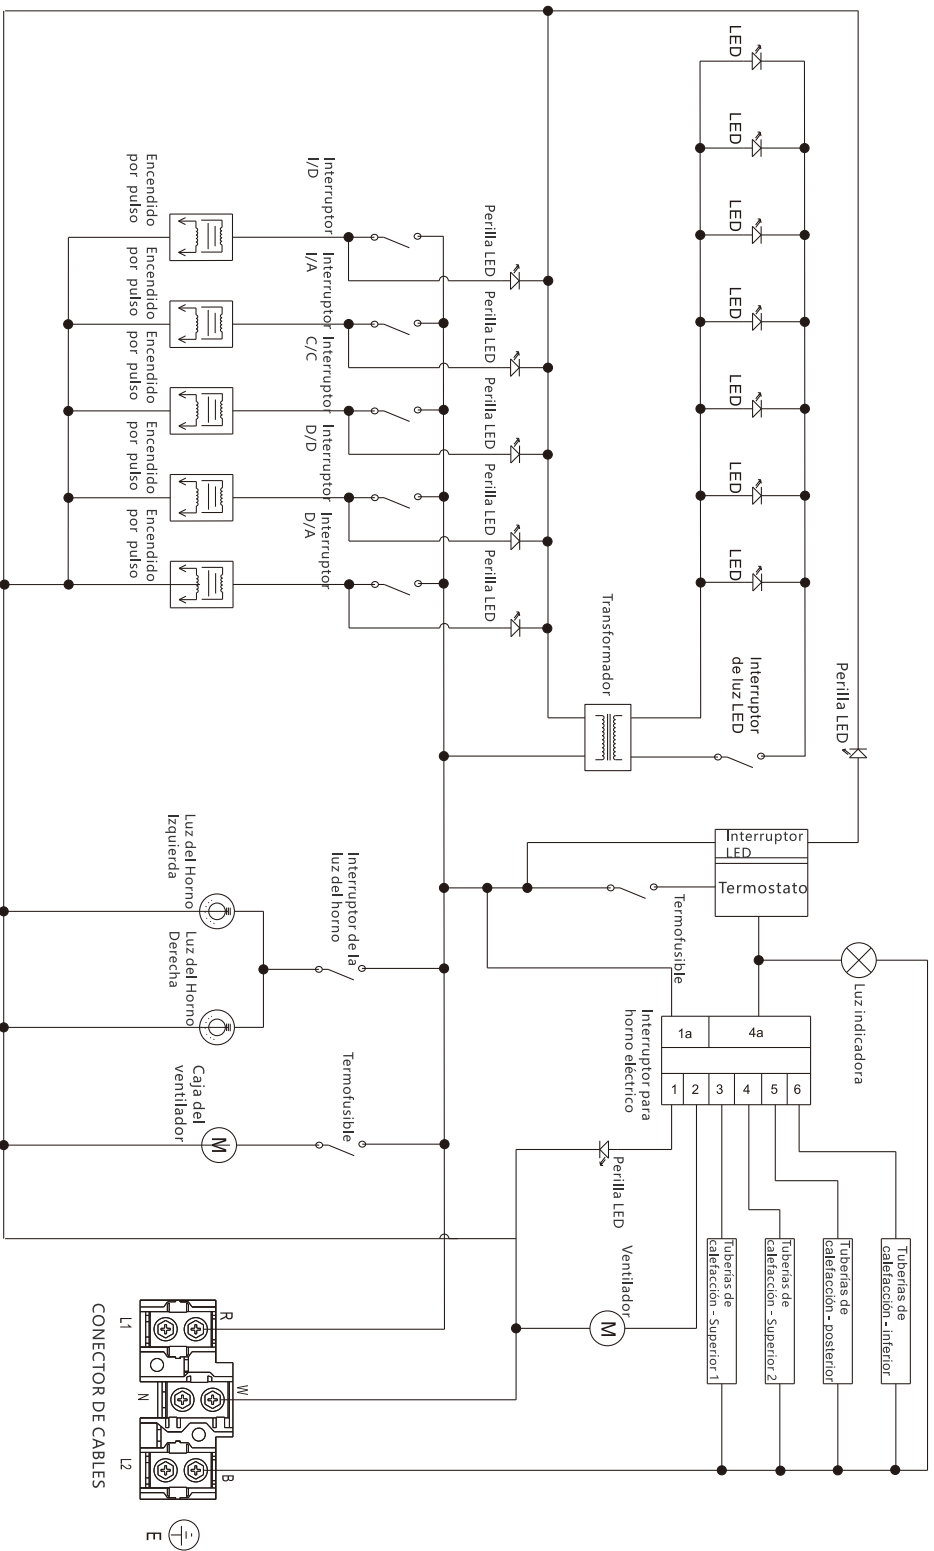 Tuberías de
calefacción - inferior
Luz indicadora
Perilla LED
Tuberías de
calefacción - posterior
Interruptor
LED
Termostato
Interruptor
de luz LED
Tuberías de
calefacción - Superior 2
LED
LED
LED
LED
LED
LED
LED
Tuberías de
calefacción - Superior 1
4a
1a
6
5
4
3
2
1
Termofusible
Interruptor para
horno eléctrico
Transformador
Perilla LED
Ventilador
M
Perilla LED
Perilla LED
Perilla LED
Perilla LED
Perilla LED
Interruptor
I/D
Interruptor
I/A
Interruptor
C/C
Interruptor
D/D
Interruptor
D/A
Interruptor de la
luz del horno
Termofusible
Luz del Horno
Izquierda
Luz del Horno
Derecha
Caja del
ventilador
M
Encendido
por pulso
Encendido
por pulso
Encendido
por pulso
Encendido
por pulso
Encendido
por pulso
R
W
B
L1
N
L2
E
CONECTOR DE CABLES